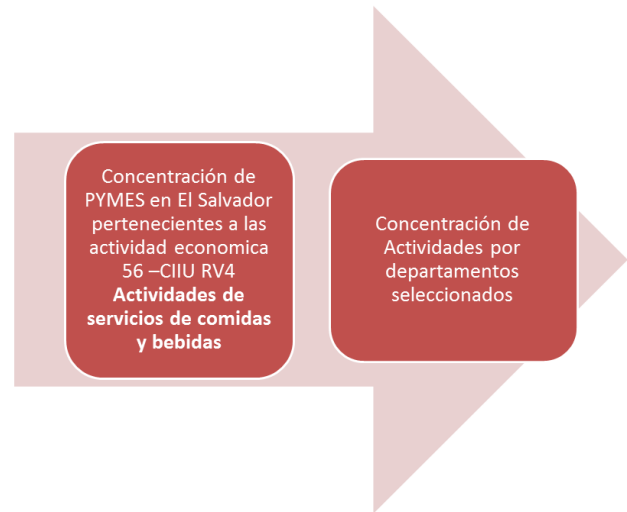 Concentración de
PYMES en El Salvador
pertenecientes a las
actividad economica
56 –CIIU RV4
Actividades de
servicios de comidas
y bebidas
Concentración de
Actividades por
departamentos
seleccionados